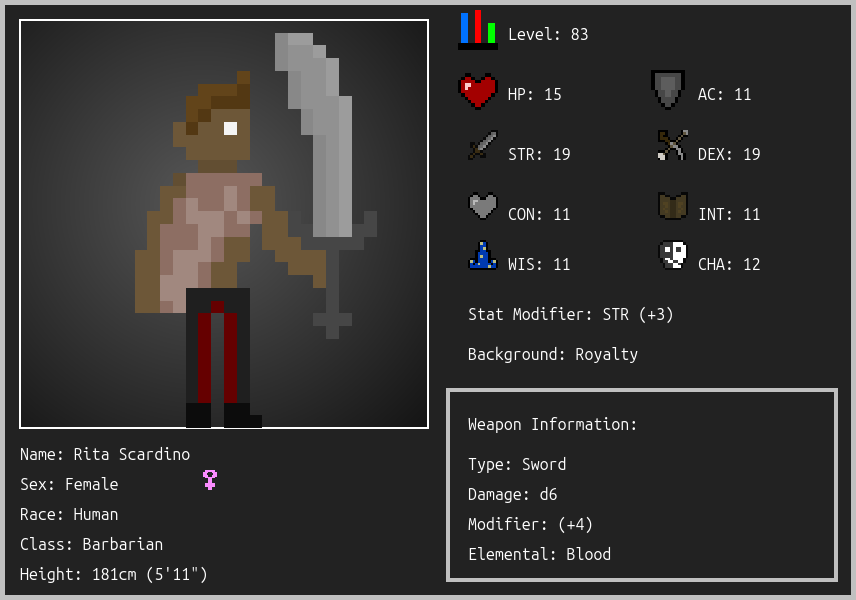 Level: 83
HP: 15
AC: 11
STR: 19
DEX: 19
CON: 11
INT: 11
WIS: 11
CHA: 12
Stat Modifier: STR (+3)
Background: Royalty
Weapon Information:
Type: Sword
Damage: d6
Modifier: (+4)
Elemental: Blood
Name: Rita Scardino
Sex: Female
Race: Human
Class: Barbarian
Height: 181cm (5'11")